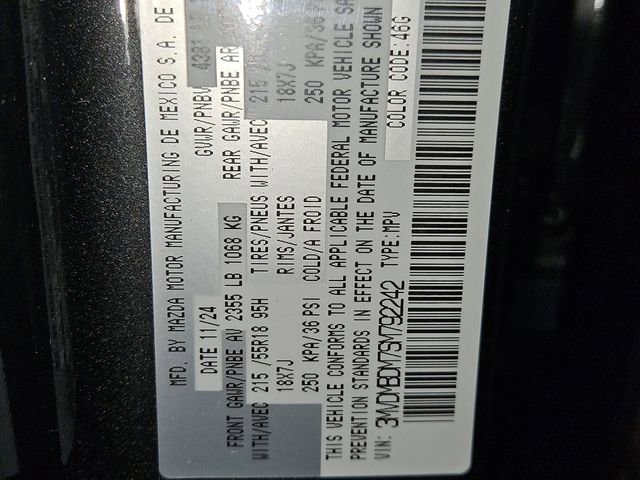 MFD. BY MAZDA MOTOR MANUFACTURING DE MEXICO S.A. DE
DATE 11/24 GVWR/PNBV
FRONT GAWR/PNBE AV 2355 LB 1068 KG REAR GAWR/PNBE AR
WITH/AVEC 215 /55R18 95H TIRES/PNEUS WITH/AVEC 215
18X7J RIMS/JANTES 18X7J
250 KPA/36 PSI COLD/A FROID 250 KPA/36
THIS VEHICLE CONFORMS TO ALL APPLICABLE FEDERAL MOTOR VEHICLE
PREVENTION STANDARDS IN EFFECT ON THE DATE OF MANUFACTURE SHOWN
VIN: 3MVDMBDM7SM792242 TYPE:MPV COLOR CODE:46G